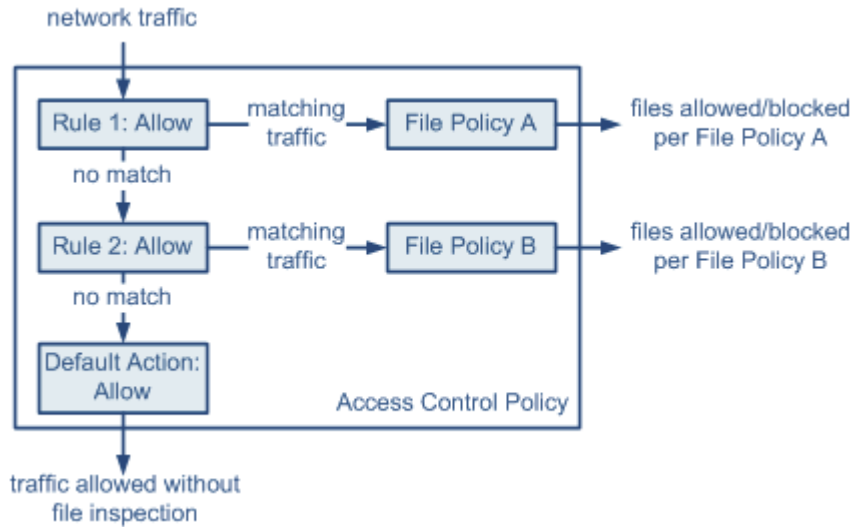 network traffic
Rule 1: Allow
matching
traffic
File Policy A
files allowed/blocked
per File Policy A
no match
Rule 2: Allow
matching
traffic
File Policy B
files allowed/blocked
per File Policy B
no match
Default Action:
Allow
Access Control Policy
traffic allowed without
file inspection